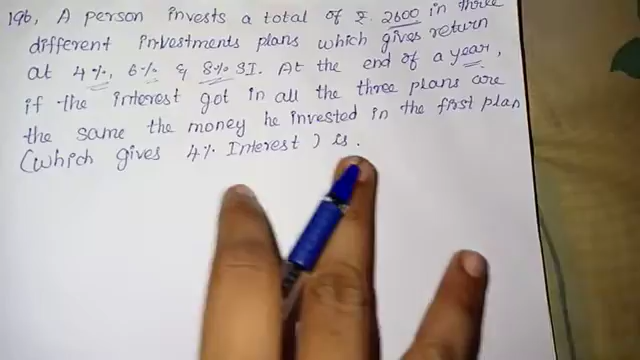 196, A person invests a total of ₹. 2600 in three
different investments plans which gives return
at 4%, 6% & 8% SI. At the end of a year,
if the interest got in all the three plans are
the same the money he invested in the first plan
(which gives 4% Interest) is.